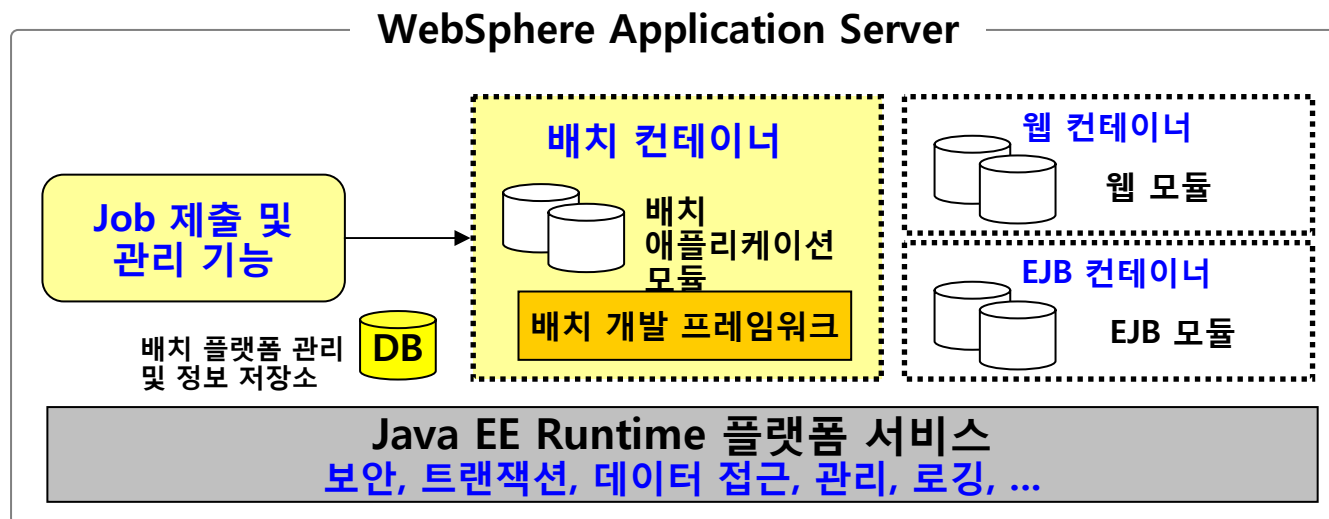 WebSphere Application Server
Job 제출 및
관리 기능
배치 플랫폼 관리
및 정보 저장소
DB
배치 컨테이너
배치
애플리케이션
모듈
배치 개발 프레임워크
웹 컨테이너
웹 모듈
EJB 컨테이너
EJB 모듈
Java EE Runtime 플랫폼 서비스
보안, 트랜잭션, 데이터 접근, 관리, 로깅, ...